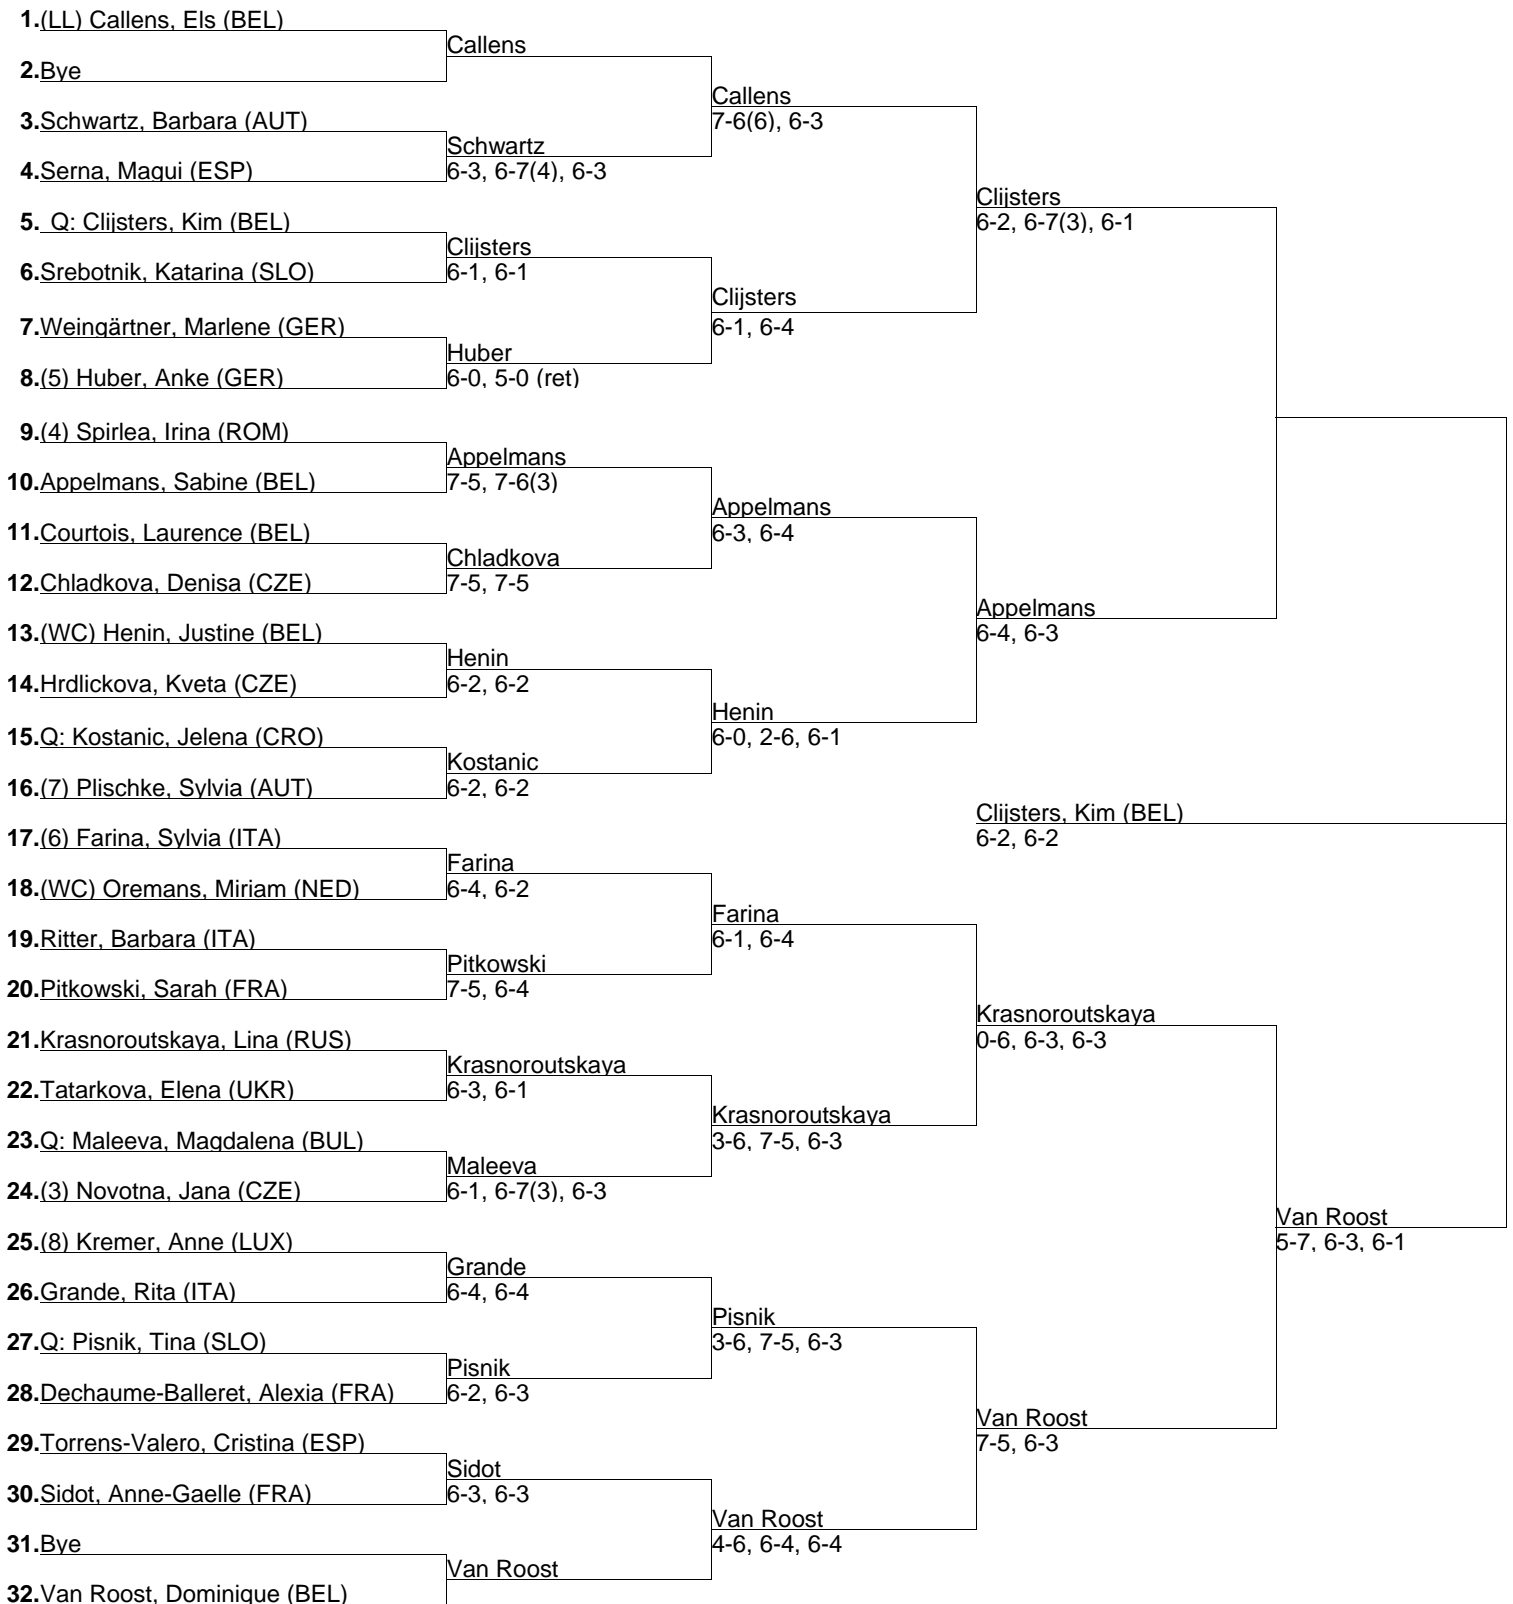 1.(LL) Callens, Els (BEL)
Callens
2.Bye
Callens
7-6(6), 6-3
3.Schwartz, Barbara (AUT)
Schwartz
6-3, 6-7(4), 6-3
4.Serna, Magui (ESP)
Clijsters
6-2, 6-7(3), 6-1
5. Q: Clijsters, Kim (BEL)
Clijsters
6-1, 6-1
6.Srebotnik, Katarina (SLO)
Clijsters
6-1, 6-4
7.Weingärtner, Marlene (GER)
Huber
6-0, 5-0 (ret)
8.(5) Huber, Anke (GER)
9.(4) Spirlea, Irina (ROM)
Appelmans
7-5, 7-6(3)
10.Appelmans, Sabine (BEL)
Appelmans
6-3, 6-4
11.Courtois, Laurence (BEL)
Chladkova
7-5, 7-5
12.Chladkova, Denisa (CZE)
Appelmans
6-4, 6-3
13.(WC) Henin, Justine (BEL)
Henin
6-2, 6-2
14.Hrdlickova, Kveta (CZE)
Henin
6-0, 2-6, 6-1
15.Q: Kostanic, Jelena (CRO)
Kostanic
6-2, 6-2
16.(7) Plischke, Sylvia (AUT)
Clijsters, Kim (BEL)
6-2, 6-2
17.(6) Farina, Sylvia (ITA)
Farina
6-4, 6-2
18.(WC) Oremans, Miriam (NED)
Farina
6-1, 6-4
19.Ritter, Barbara (ITA)
Pitkowski
7-5, 6-4
20.Pitkowski, Sarah (FRA)
Krasnoroutskaya
0-6, 6-3, 6-3
21.Krasnoroutskaya, Lina (RUS)
Krasnoroutskaya
6-3, 6-1
22.Tatarkova, Elena (UKR)
Krasnoroutskaya
3-6, 7-5, 6-3
23.Q: Maleeva, Magdalena (BUL)
Maleeva
6-1, 6-7(3), 6-3
24.(3) Novotna, Jana (CZE)
Van Roost
5-7, 6-3, 6-1
25.(8) Kremer, Anne (LUX)
Grande
6-4, 6-4
26.Grande, Rita (ITA)
Pisnik
3-6, 7-5, 6-3
27.Q: Pisnik, Tina (SLO)
Pisnik
6-2, 6-3
28.Dechaume-Balleret, Alexia (FRA)
Van Roost
7-5, 6-3
29.Torrens-Valero, Cristina (ESP)
Sidot
6-3, 6-3
30.Sidot, Anne-Gaelle (FRA)
Van Roost
4-6, 6-4, 6-4
31.Bye
Van Roost
32.Van Roost, Dominique (BEL)